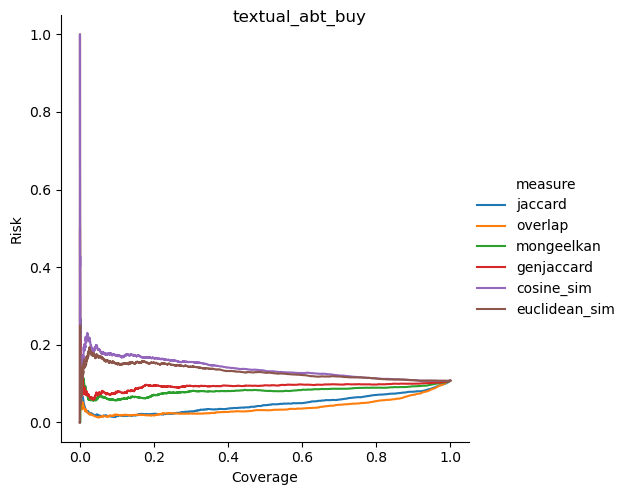 textual_abt_buy
1.0
0.8
0.6
0.4
0.2
0.0
Risk
0.0
0.2
0.4
0.6
0.8
1.0
Coverage
measure
jaccard
overlap
mongeelkan
genjaccard
cosine_sim
euclidean_sim